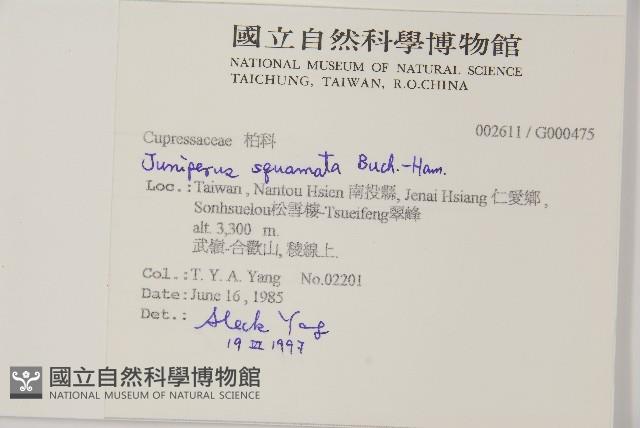 國立自然科學博物館
NATIONAL MUSEUM OF NATURAL SCIENCE
TAICHUNG, TAIWAN, R.O.CHINA
002611 / G000475
Cupressaceae 柏科
Juniperus squamata Buch.-Ham.
Loc.: Taiwan, Nantou Hsien 南投縣, Jenai Hsiang 仁愛鄉,
Sonhsuelou松雪樓-Tsueifeng翠峰
alt. 3,300 m.
武嶺-合歡山, 稜線上.
Col.: T. Y. A. Yang No.02201
Date: June 16, 1985
Det.: Aleck Yang
19 III 1997
國立自然科學博物館
NATIONAL MUSEUM OF NATURAL SCIENCE